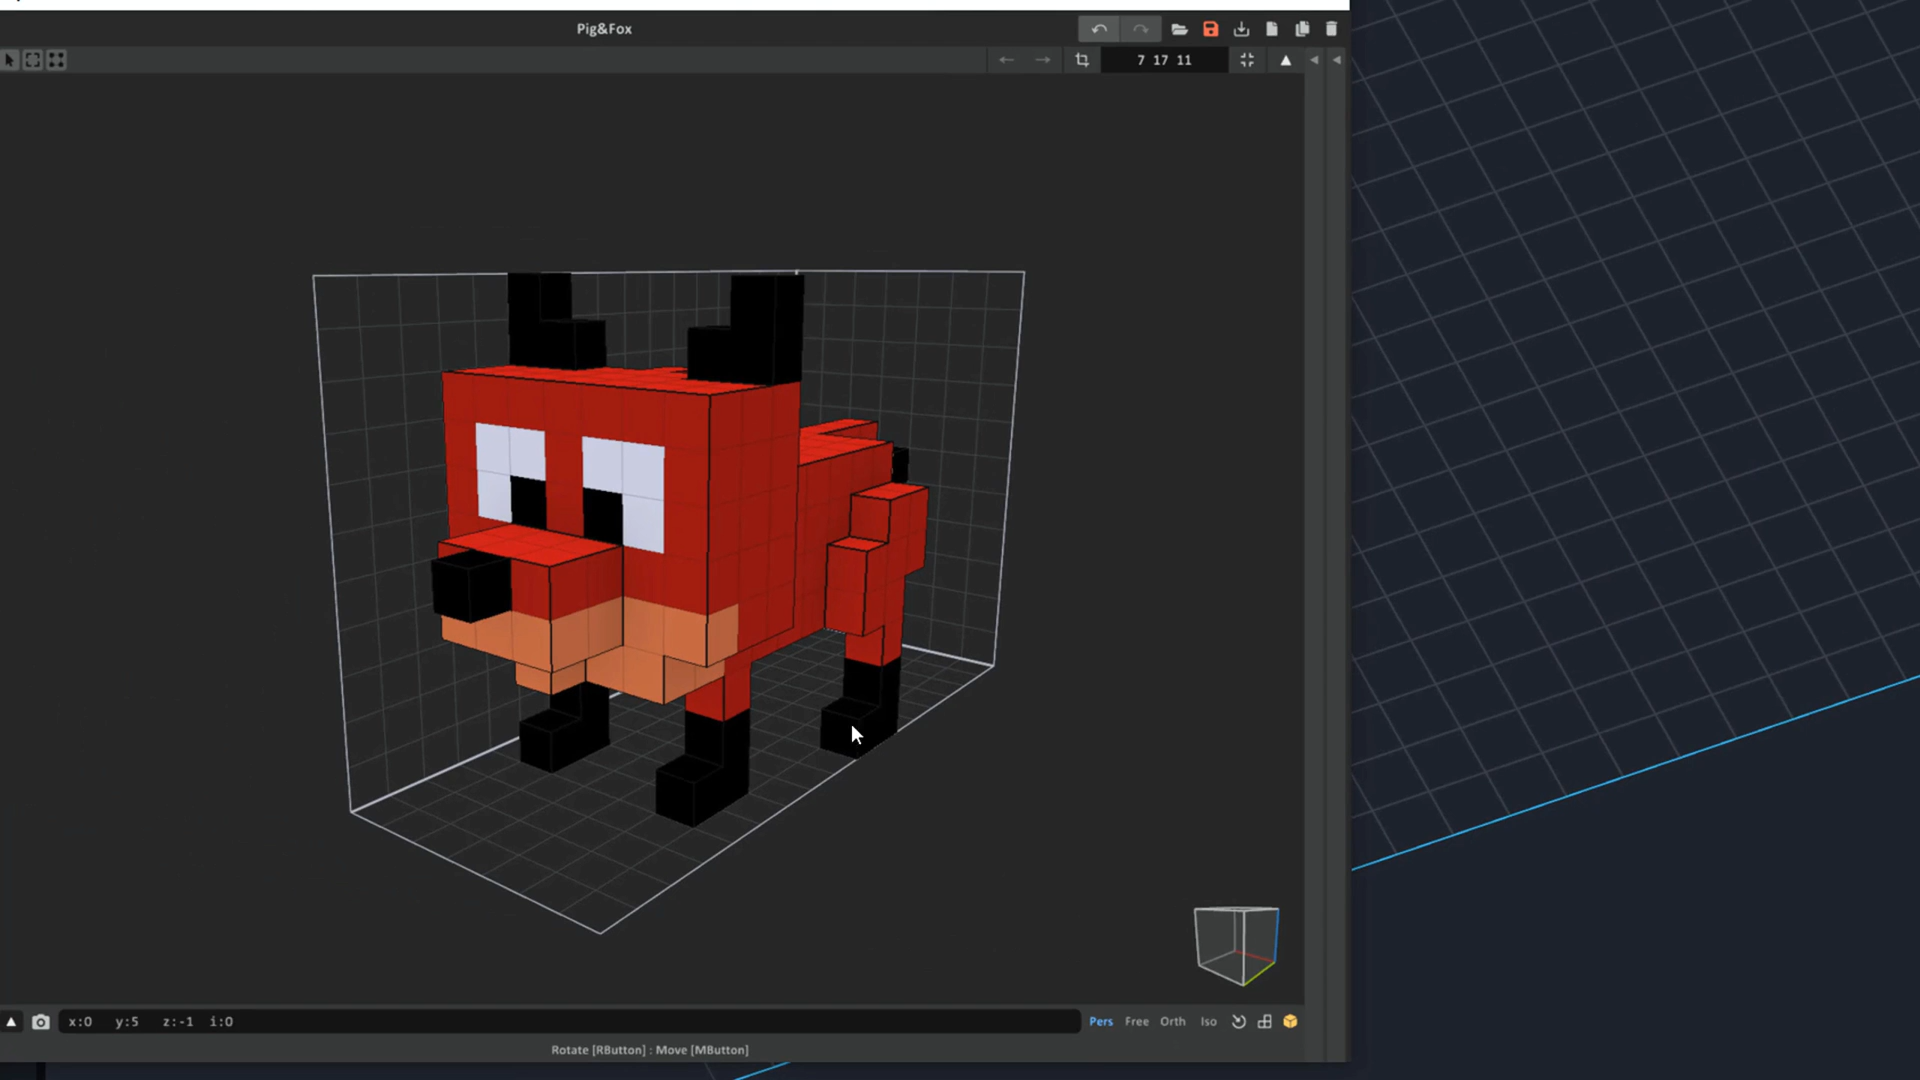 Pig&Fox
7 17 11
x:0 y:5 z:-1 i:0
Pers Free Orth Iso
Rotate [RButton] : Move [MButton]